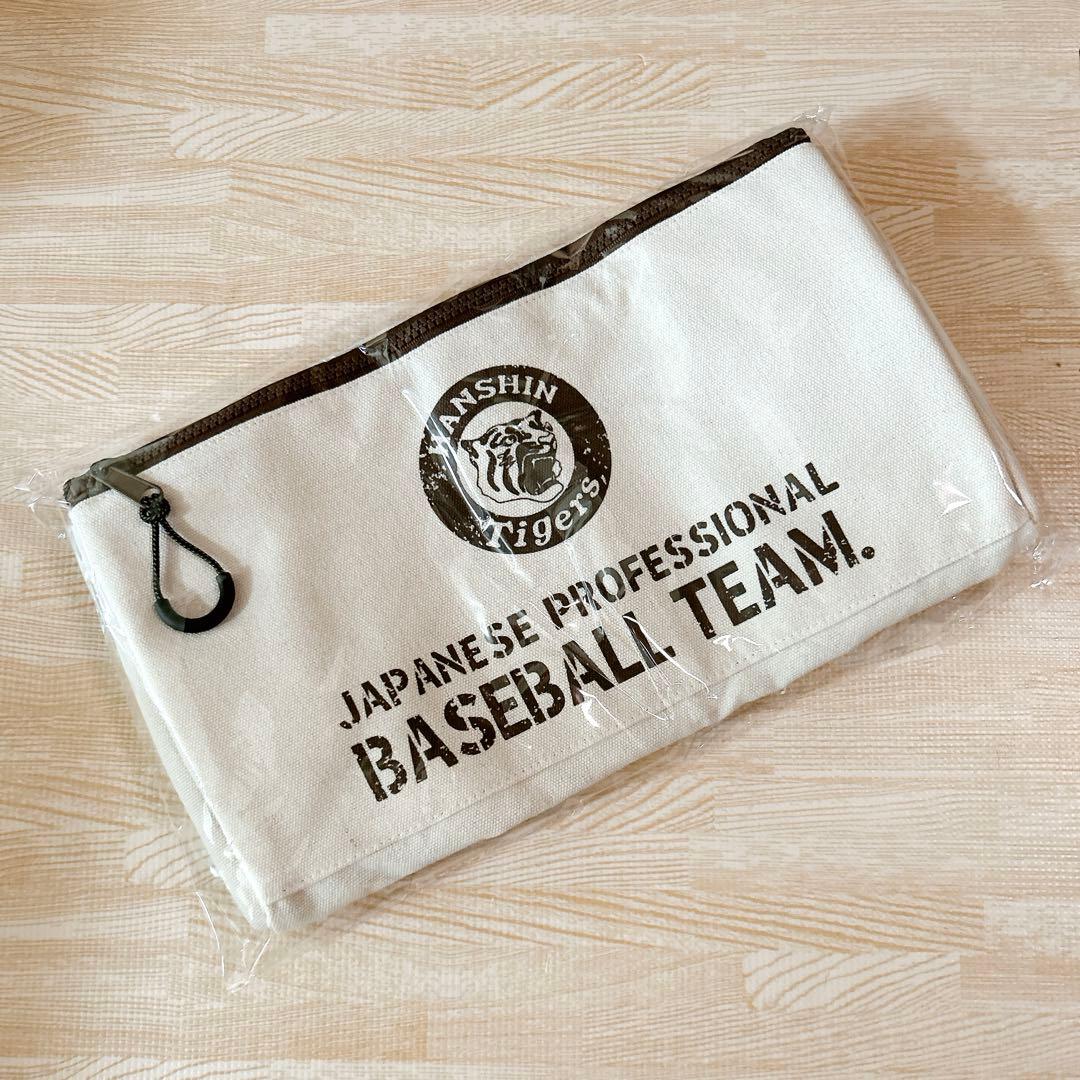 HANSHIN
Tigers
JAPANESE PROFESSIONAL
BASEBALL TEAM.